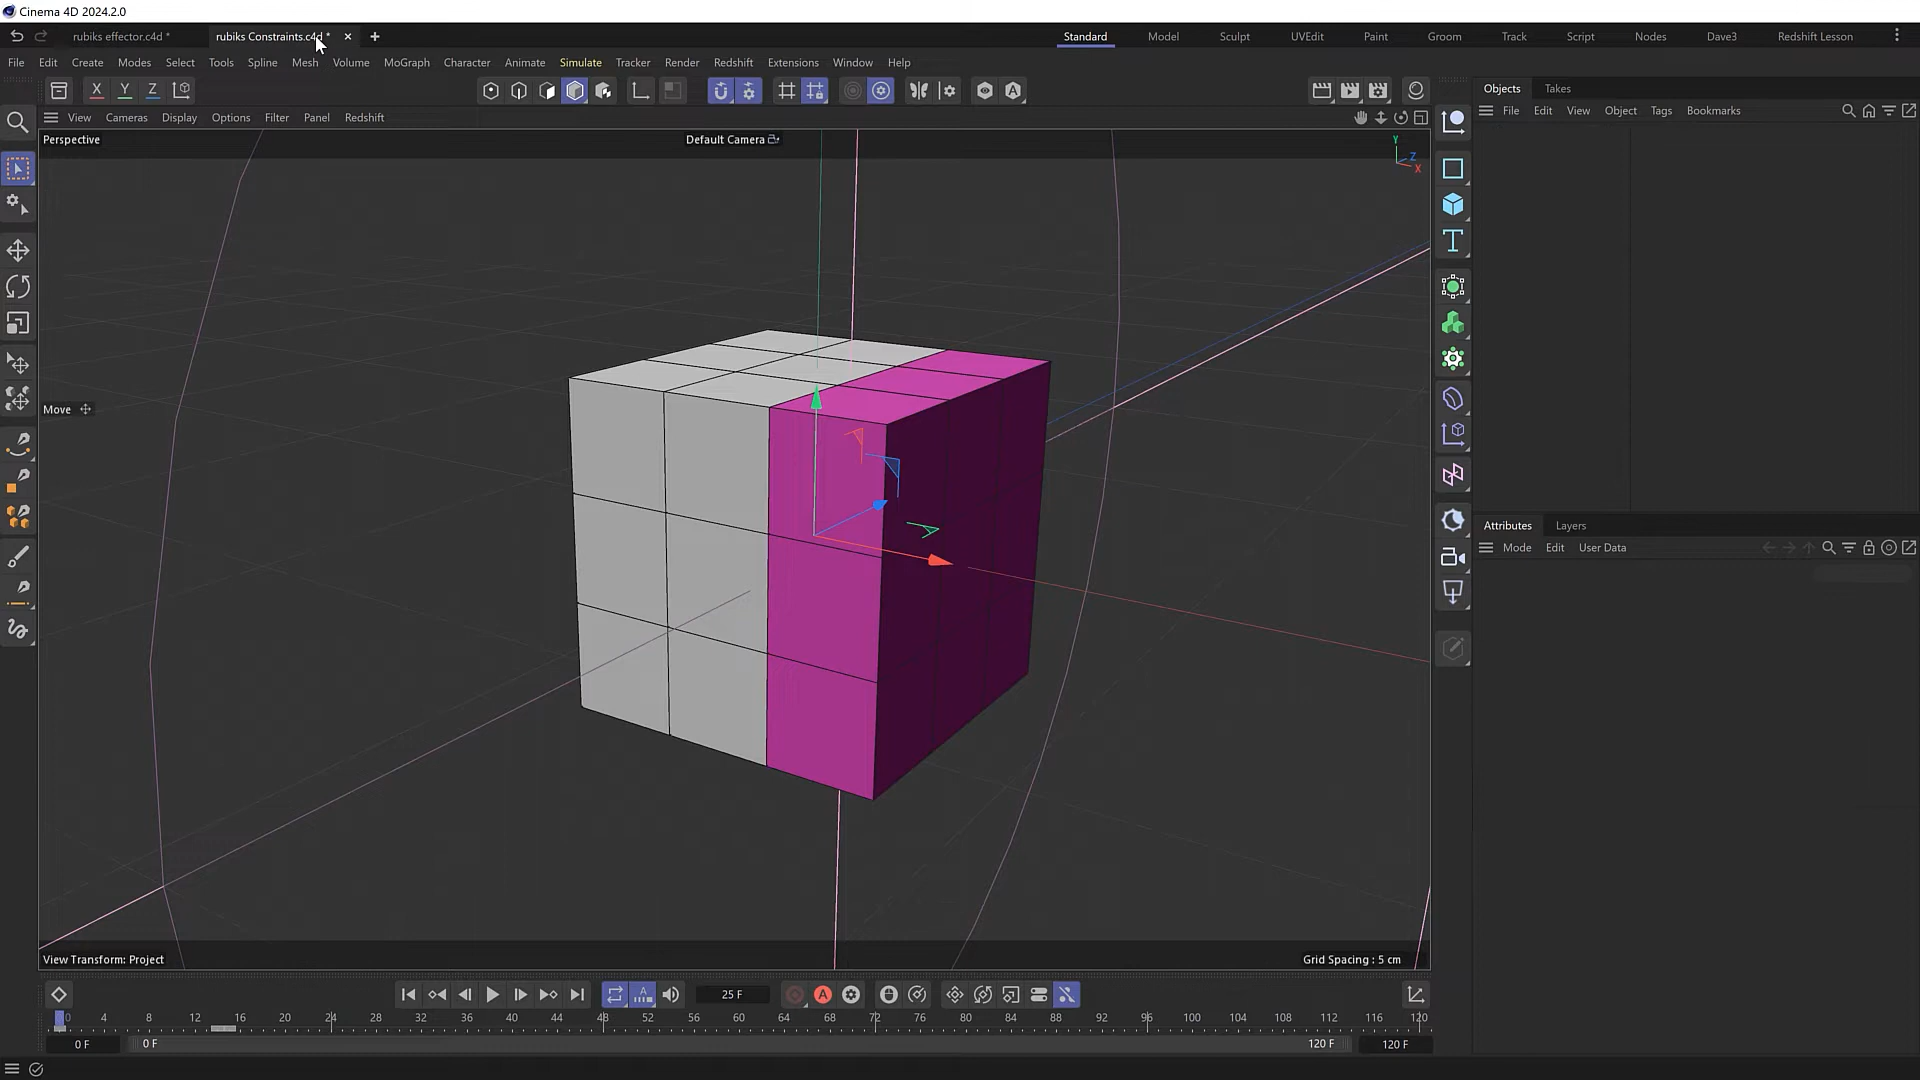 Cinema 4D 2024.2.0
rubiks effector.c4d *
rubiks Constraints.c4d *
Standard
Model
Sculpt
UVEdit
Paint
Groom
Track
Script
Nodes
Dave3
Redshift Lesson
File
Edit
Create
Modes
Select
Tools
Spline
Mesh
Volume
MoGraph
Character
Animate
Simulate
Tracker
Render
Redshift
Extensions
Window
Help
X
Y
Z
Objects
Takes
View
Cameras
Display
Options
Filter
Panel
Redshift
File
Edit
View
Object
Tags
Bookmarks
Perspective
Default Camera
Y
Z
X
Move
Attributes
Layers
Mode
Edit
User Data
View Transform: Project
Grid Spacing : 5 cm
25 F
0 4 8 12 16 20 24 28 32 36 40 44 48 52 56 60 64 68 72 76 80 84 88 92 96 100 104 108 112 116 120
0 F
0 F
120 F
120 F